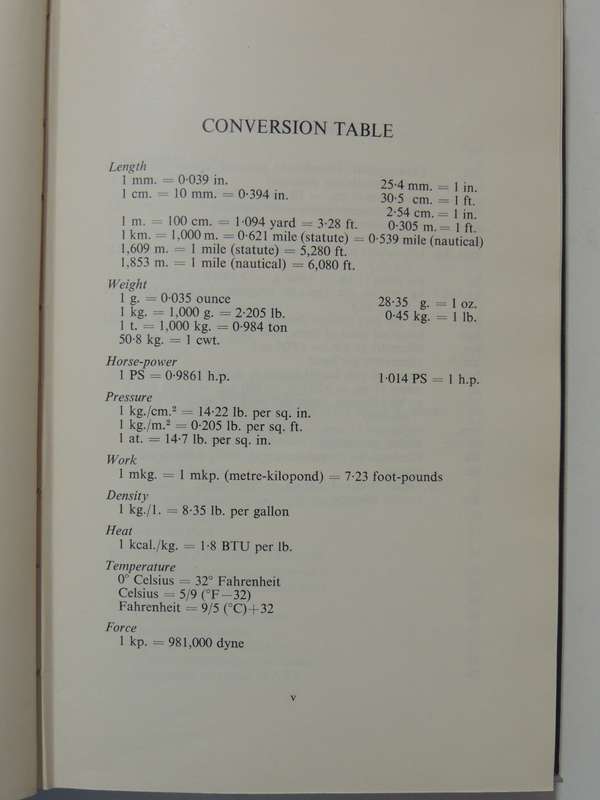 CONVERSION TABLE
Length
1 mm. = 0·039 in. 25·4 mm. = 1 in.
1 cm. = 10 mm. = 0·394 in. 30·5 cm. = 1 ft.
2·54 cm. = 1 in.
1 m. = 100 cm. = 1·094 yard = 3·28 ft. 0·305 m. = 1 ft.
1 km. = 1,000 m. = 0·621 mile (statute) = 0·539 mile (nautical)
1,609 m. = 1 mile (statute) = 5,280 ft.
1,853 m. = 1 mile (nautical) = 6,080 ft.
Weight
1 g. = 0·035 ounce 28·35 g. = 1 oz.
1 kg. = 1,000 g. = 2·205 lb. 0·45 kg. = 1 lb.
1 t. = 1,000 kg. = 0·984 ton
50·8 kg. = 1 cwt.
Horse-power
1 PS = 0·9861 h.p. 1·014 PS = 1 h.p.
Pressure
1 kg./cm.² = 14·22 lb. per sq. in.
1 kg./m.² = 0·205 lb. per sq. ft.
1 at. = 14·7 lb. per sq. in.
Work
1 mkg. = 1 mkp. (metre-kilopond) = 7·23 foot-pounds
Density
1 kg./l. = 8·35 lb. per gallon
Heat
1 kcal./kg. = 1·8 BTU per lb.
Temperature
0° Celsius = 32° Fahrenheit
Celsius = 5/9 (°F−32)
Fahrenheit = 9/5 (°C)+32
Force
1 kp. = 981,000 dyne
v